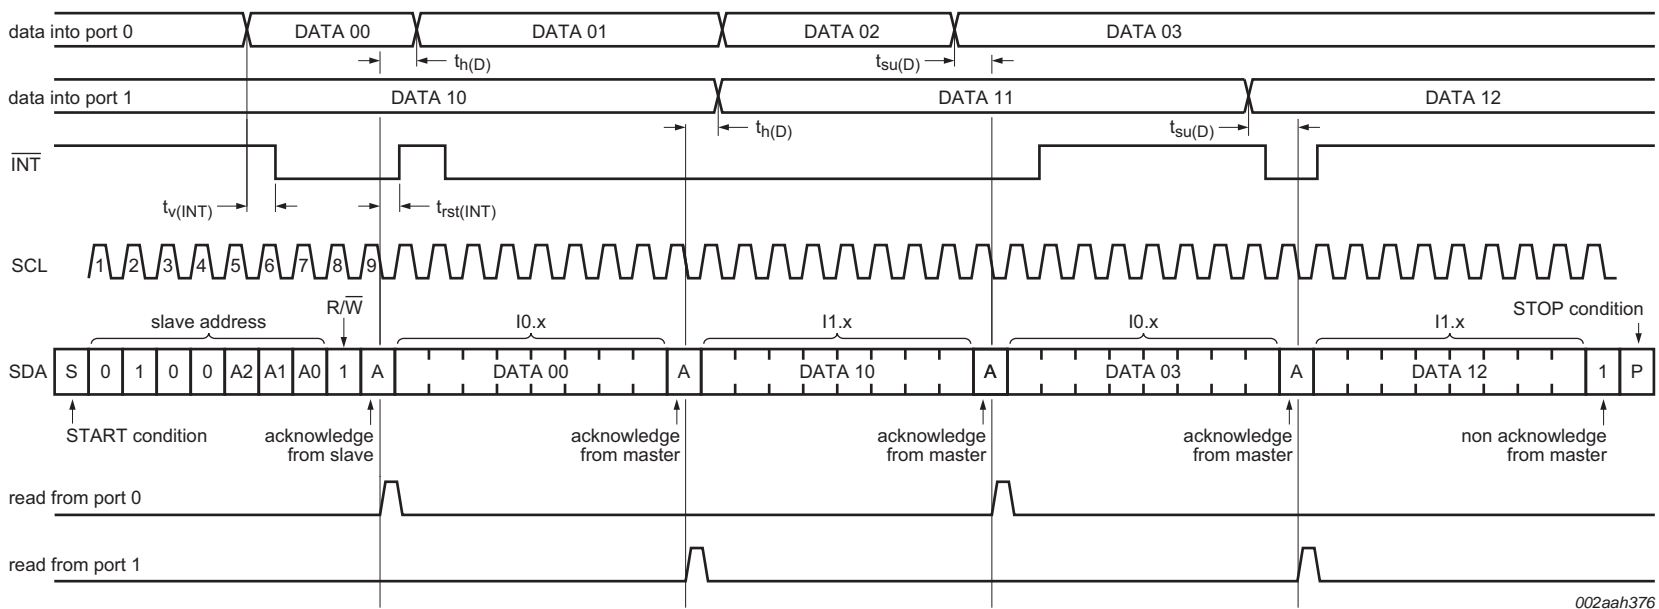 data into port 0 DATA 00 DATA 01 DATA 02 DATA 03
th(D) tsu(D)
data into port 1 DATA 10 DATA 11 DATA 12
th(D) tsu(D)
INT
tv(INT) trst(INT)
SCL 1 2 3 4 5 6 7 8 9
R/W STOP condition
slave address I0.x I1.x I0.x I1.x
SDA S 0 1 0 0 A2 A1 A0 1 A DATA 00 A DATA 10 A DATA 03 A DATA 12 1 P
START condition acknowledge acknowledge acknowledge acknowledge non acknowledge
from slave from master from master from master from master
read from port 0
read from port 1
002aah376